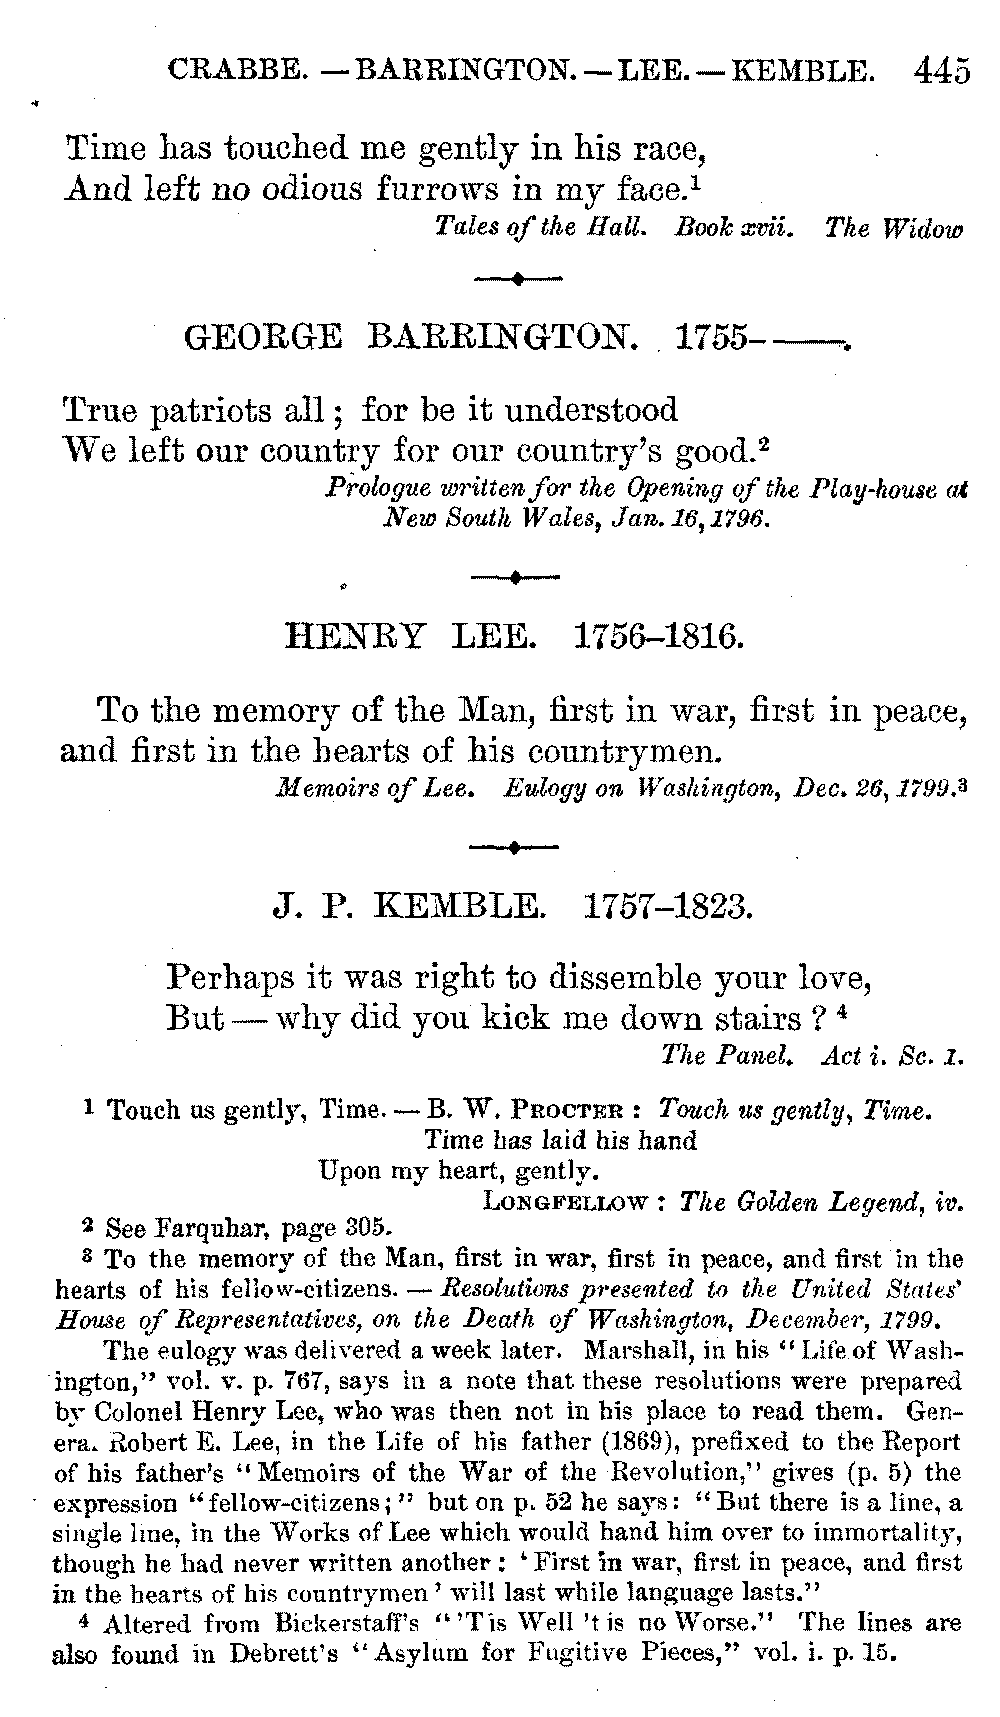 CRABBE. — BARRINGTON. — LEE. — KEMBLE. 445
Time has touched me gently in his race,
And left no odious furrows in my face.¹
Tales of the Hall. Book xvii. The Widow
GEORGE BARRINGTON. 1755- ——.
True patriots all; for be it understood
We left our country for our country's good.²
Prologue written for the Opening of the Play-house at
New South Wales, Jan. 16, 1796.
HENRY LEE. 1756–1816.
To the memory of the Man, first in war, first in peace,
and first in the hearts of his countrymen.
Memoirs of Lee. Eulogy on Washington, Dec. 26, 1799.³
J. P. KEMBLE. 1757–1823.
Perhaps it was right to dissemble your love,
But — why did you kick me down stairs? ⁴
The Panel. Act i. Sc. 1.
¹ Touch us gently, Time. — B. W. PROCTER: Touch us gently, Time.
Time has laid his hand
Upon my heart, gently.
LONGFELLOW: The Golden Legend, iv.
² See Farquhar, page 305.
³ To the memory of the Man, first in war, first in peace, and first in the
hearts of his fellow-citizens. — Resolutions presented to the United States'
House of Representatives, on the Death of Washington, December, 1799.
The eulogy was delivered a week later. Marshall, in his "Life of Wash-
ington," vol. v. p. 767, says in a note that these resolutions were prepared
by Colonel Henry Lee, who was then not in his place to read them. Gen-
era. Robert E. Lee, in the Life of his father (1869), prefixed to the Report
of his father's "Memoirs of the War of the Revolution," gives (p. 5) the
expression "fellow-citizens;" but on p. 52 he says: "But there is a line, a
single line, in the Works of Lee which would hand him over to immortality,
though he had never written another: 'First in war, first in peace, and first
in the hearts of his countrymen' will last while language lasts."
⁴ Altered from Bickerstaff's "'T is Well 't is no Worse." The lines are
also found in Debrett's "Asylum for Fugitive Pieces," vol. i. p. 15.